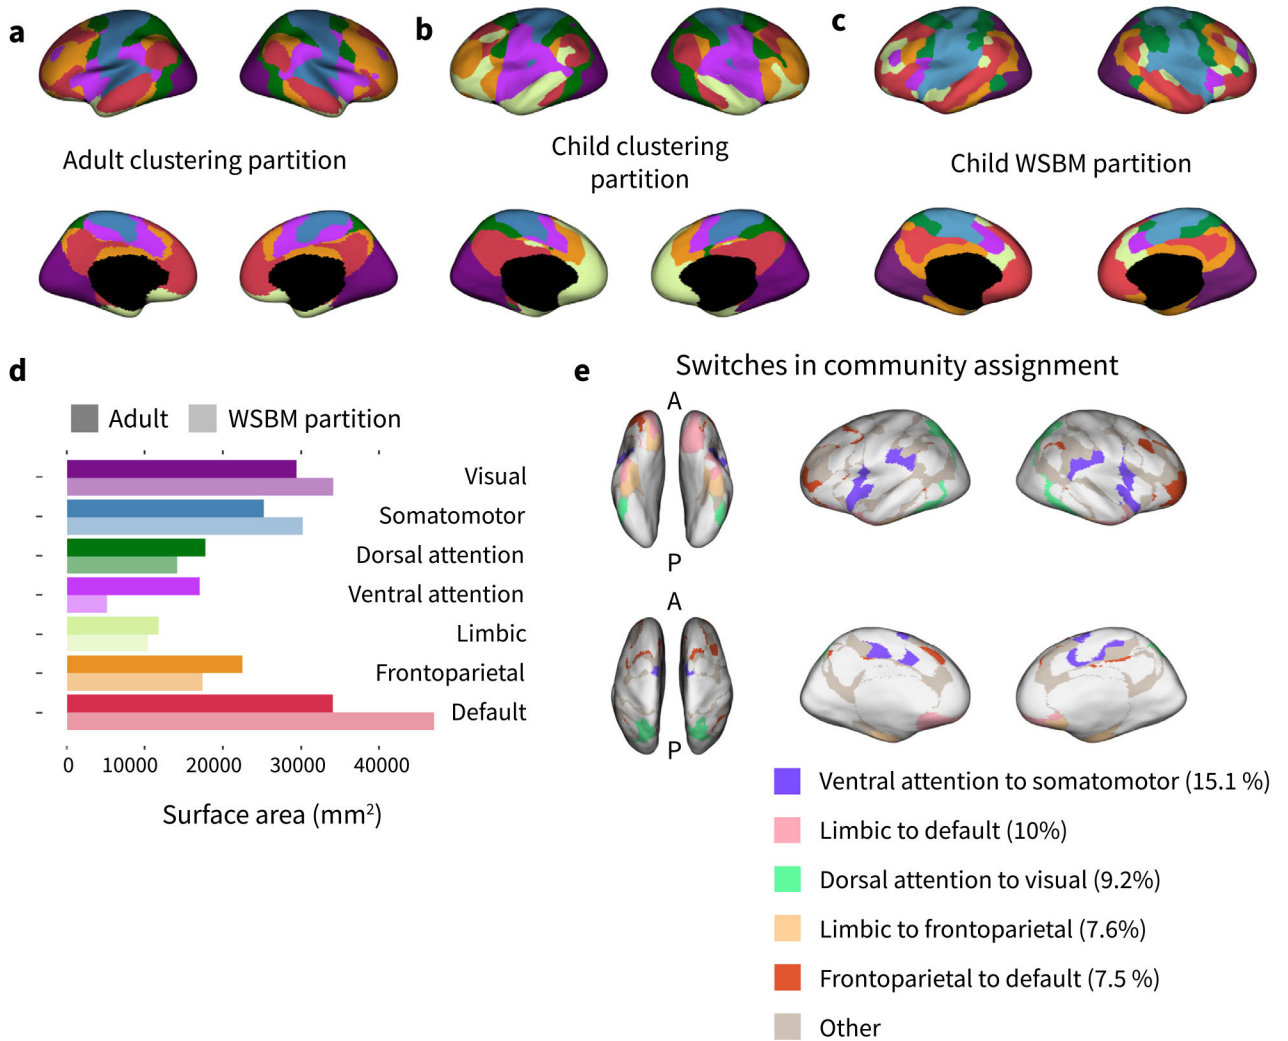 a
b
c
Adult clustering partition
Child clustering
partition
Child WSBM partition
d
Adult
WSBM partition
Visual
Somatomotor
Dorsal attention
Ventral attention
Limbic
Frontoparietal
Default
0
10000
20000
30000
40000
Surface area (mm²)
e
Switches in community assignment
A
P
A
P
Ventral attention to somatomotor (15.1 %)
Limbic to default (10%)
Dorsal attention to visual (9.2%)
Limbic to frontoparietal (7.6%)
Frontoparietal to default (7.5 %)
Other